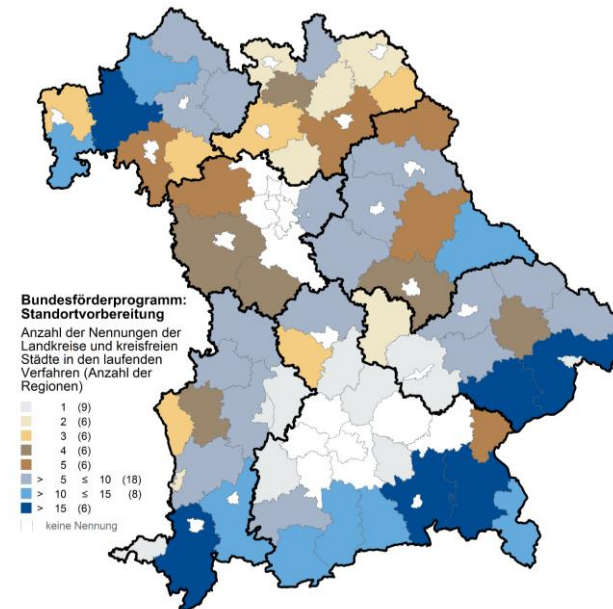 Bundesförderprogramm:
Standortvorbereitung
Anzahl der Nennungen der
Landkreise und kreisfreien
Städte in den laufenden
Verfahren (Anzahl der
Regionen)
1 (9)
2 (6)
3 (6)
4 (6)
5 (6)
> 5 ≤ 10 (18)
> 10 ≤ 15 (8)
> 15 (6)
keine Nennung